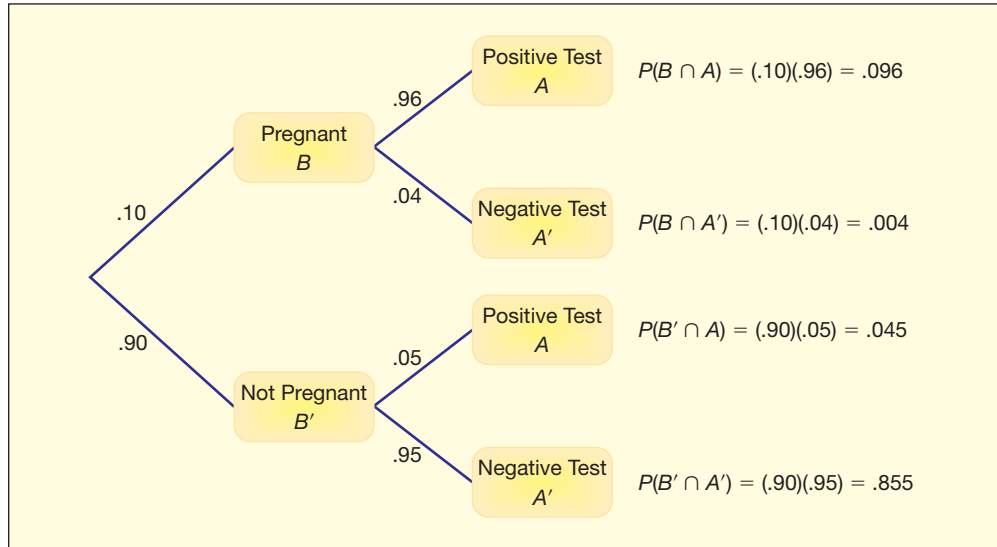 Positive Test
A
P(B ∩ A) = (.10)(.96) = .096
.96
Pregnant
B
.04
.10
Negative Test
A′
P(B ∩ A′) = (.10)(.04) = .004
Positive Test
A
P(B′ ∩ A) = (.90)(.05) = .045
.90
.05
Not Pregnant
B′
.95
Negative Test
A′
P(B′ ∩ A′) = (.90)(.95) = .855